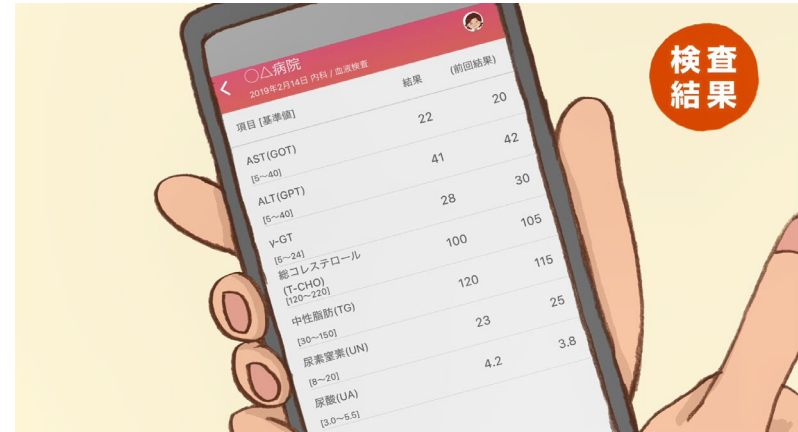 検査
結果
○△病院
2019年2月14日 内科 / 血液検査
項目 [基準値] 結果 (前回結果)
AST(GOT) 22 20
[5〜40]
ALT(GPT) 41 42
[5〜40]
γ-GT 28 30
[5〜24]
総コレステロール 100 105
(T-CHO)
[120〜220]
中性脂肪(TG) 120 115
[30〜150]
尿素窒素(UN) 23 25
[8〜20]
尿酸(UA) 4.2 3.8
[3.0〜5.5]